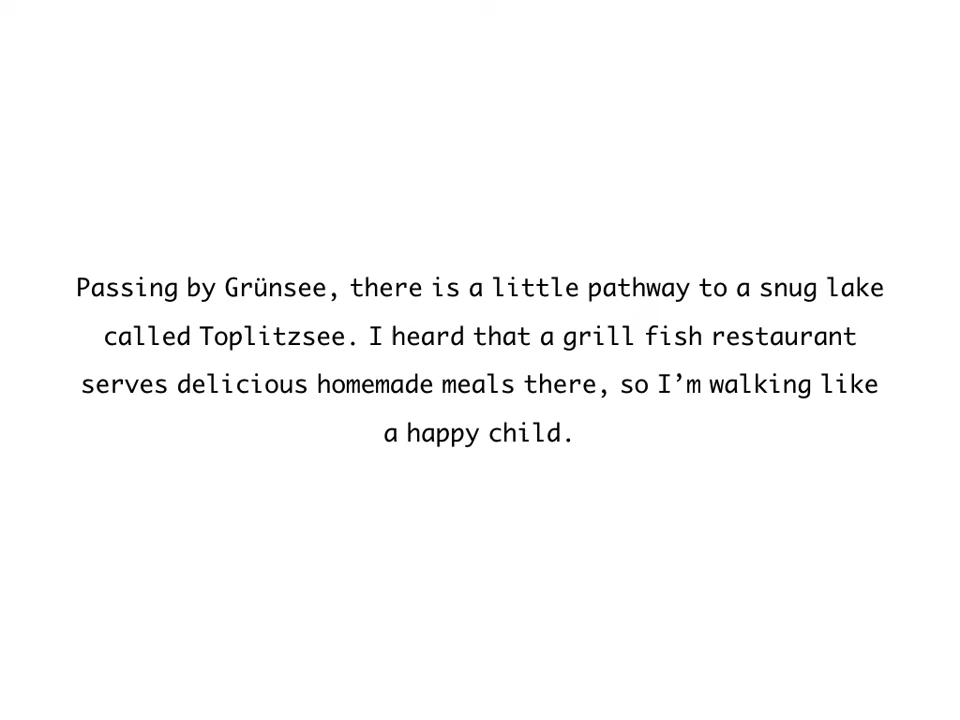 Passing by Grünsee, there is a little pathway to a snug lake
called Toplitzsee. I heard that a grill fish restaurant
serves delicious homemade meals there, so I’m walking like
a happy child.